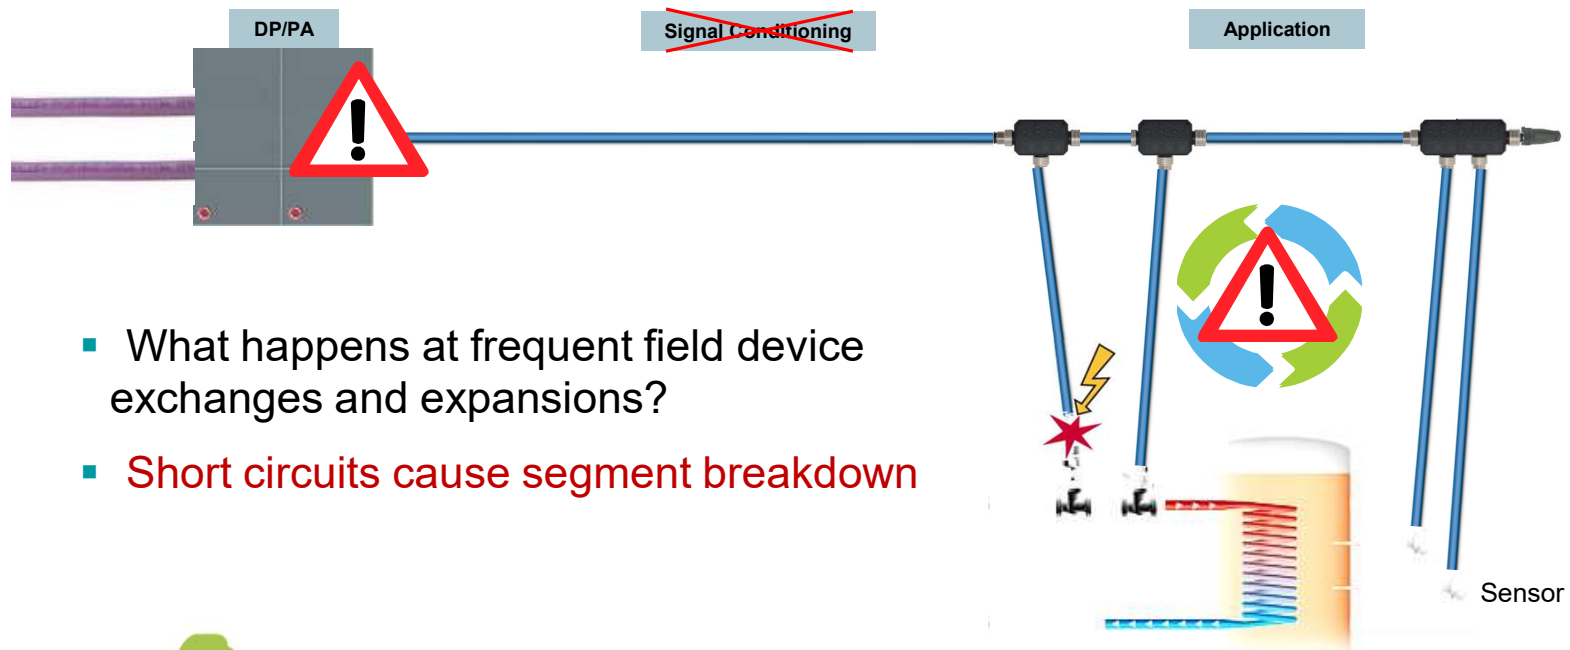 DP/PA
Signal Conditioning
Application
▪ What happens at frequent field device
exchanges and expansions?
▪ Short circuits cause segment breakdown
Sensor